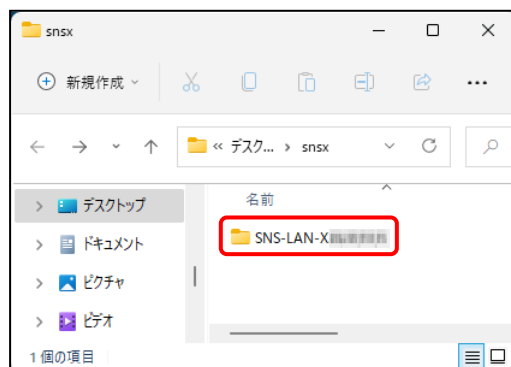 snsx
新規作成
« デスク... › snsx
デスクトップ
ドキュメント
ピクチャ
ビデオ
名前
SNS-LAN-X
1 個の項目